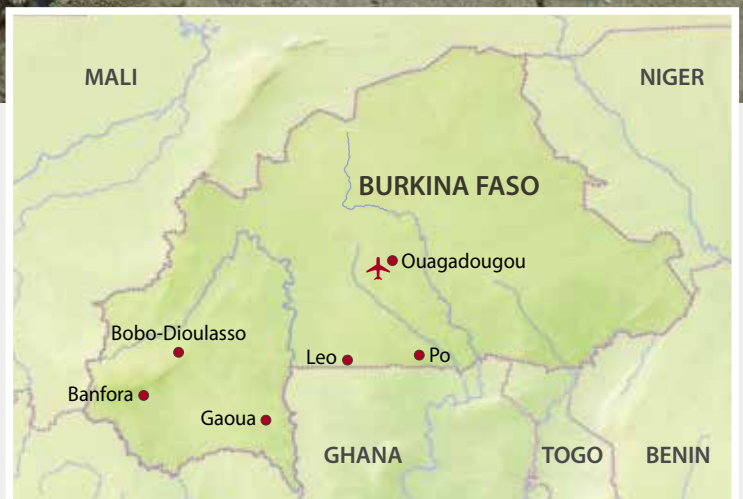 MALI
NIGER
BURKINA FASO
Ouagadougou
Bobo-Dioulasso
Leo
Po
Banfora
Gaoua
GHANA
TOGO
BENIN